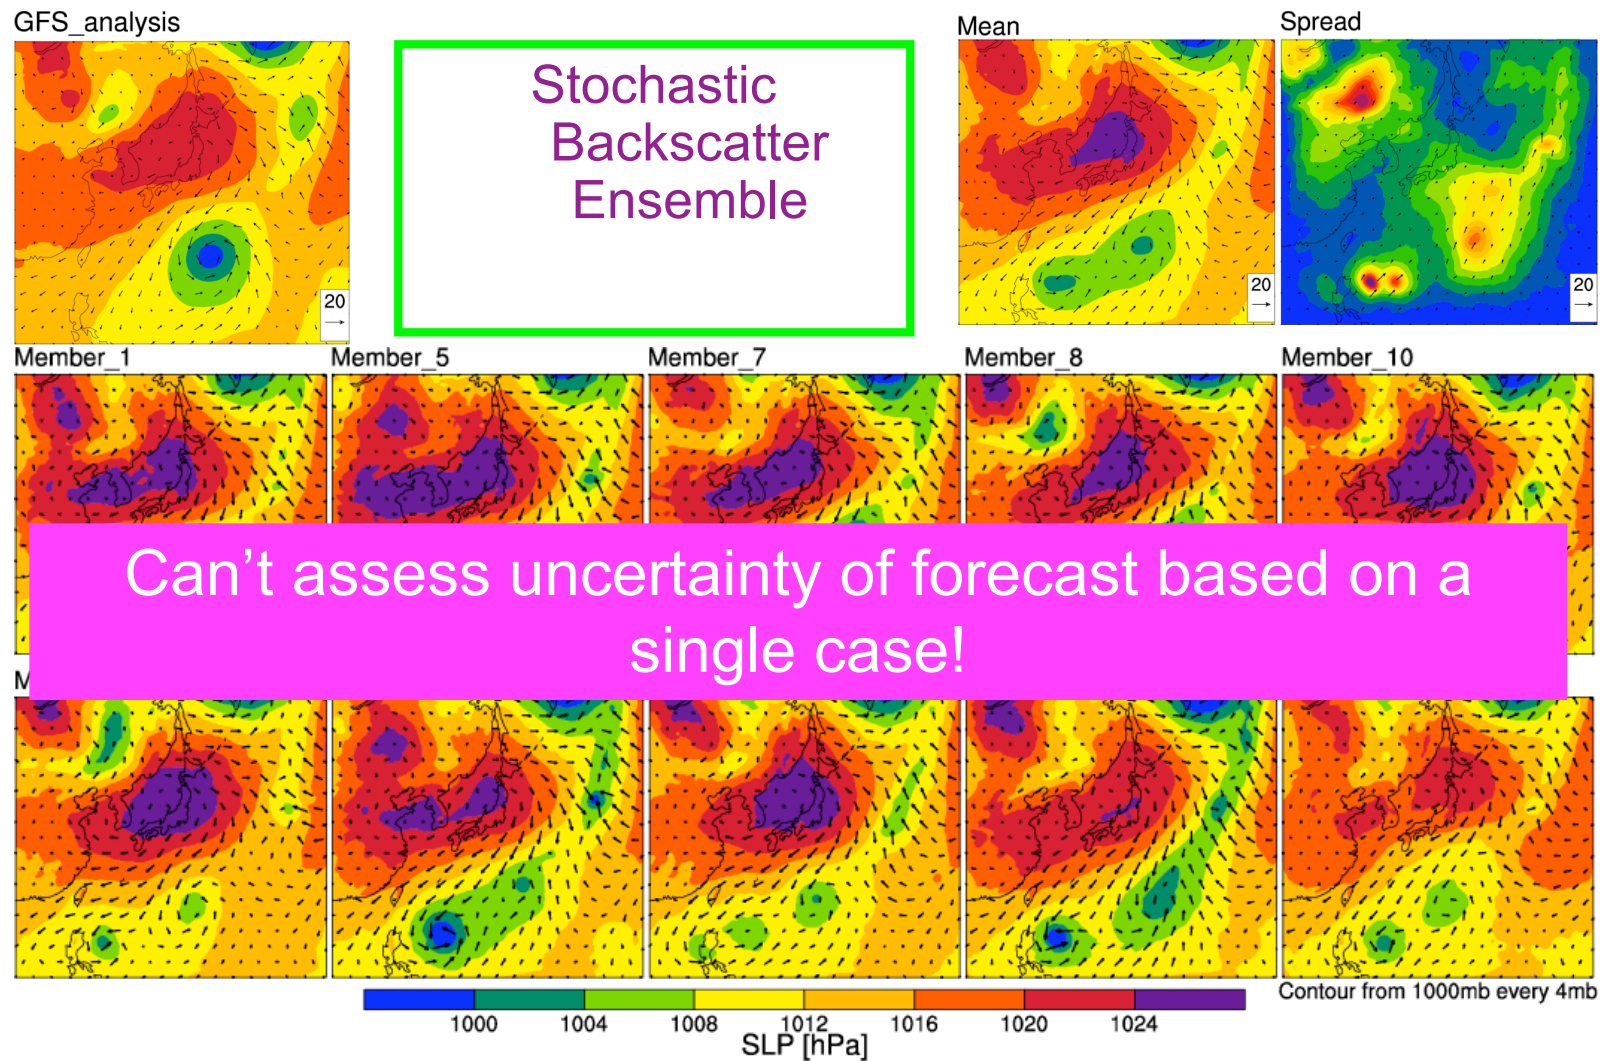 GFS_analysis
Stochastic
Backscatter
Ensemble
Mean
Spread
20
20
20
Member_1
Member_5
Member_7
Member_8
Member_10
Can't assess uncertainty of forecast based on a
single case!
1000
1004
1008
1012
1016
1020
1024
SLP [hPa]
Contour from 1000mb every 4mb